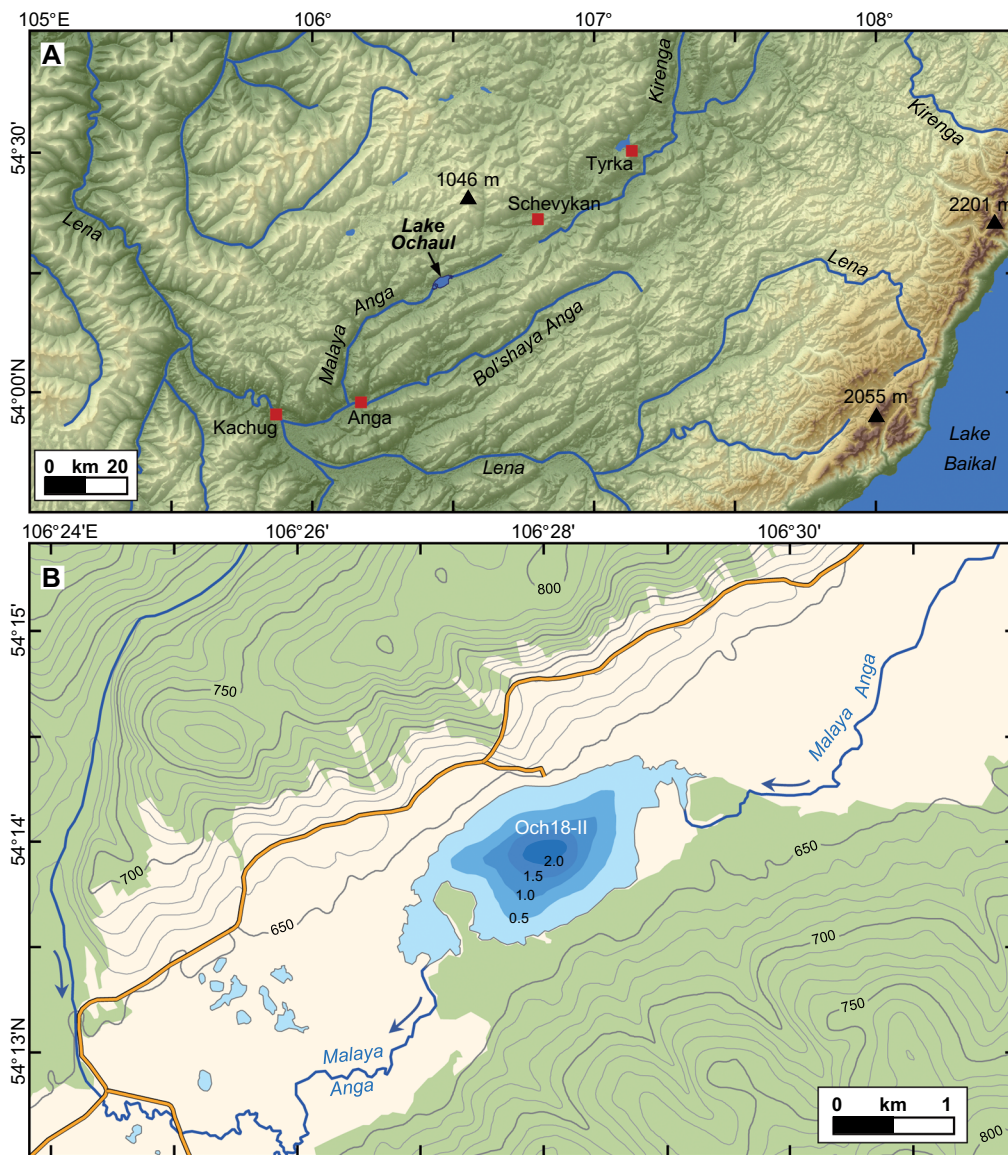 105°E
106°
107°
108°
A
54°30'
54°00'N
Kirenga
Kirenga
Tyrka
1046 m
Schevykan
2201 m
Lena
Lake
Ochaul
Lena
Malaya Anga
Bol'shaya Anga
2055 m
Kachug
Anga
Lake
Baikal
Lena
0 km 20
106°24'E
106°26'
106°28'
106°30'
B
54°15'
54°14'
54°13'N
800
750
Malaya Anga
Och18-II
2.0
1.5
1.0
0.5
650
700
650
700
750
Malaya
Anga
0 km 1
800